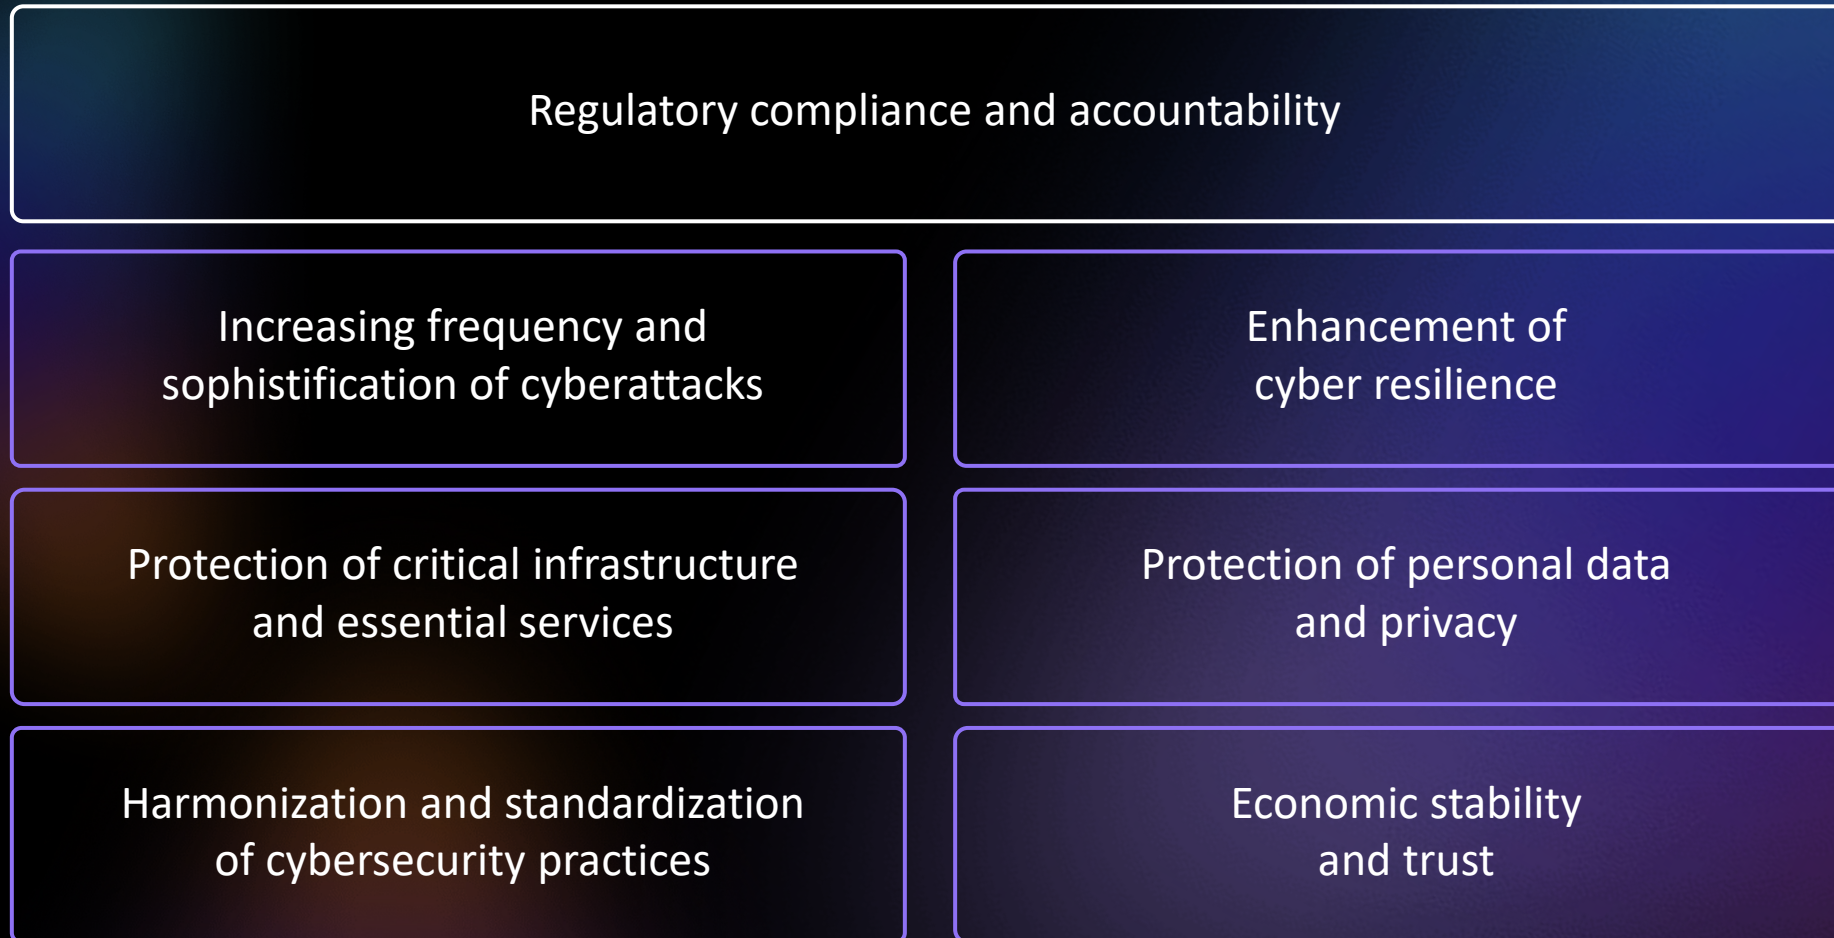 Regulatory compliance and accountability
Increasing frequency and
sophistification of cyberattacks
Enhancement of
cyber resilience
Protection of critical infrastructure
and essential services
Protection of personal data
and privacy
Harmonization and standardization
of cybersecurity practices
Economic stability
and trust